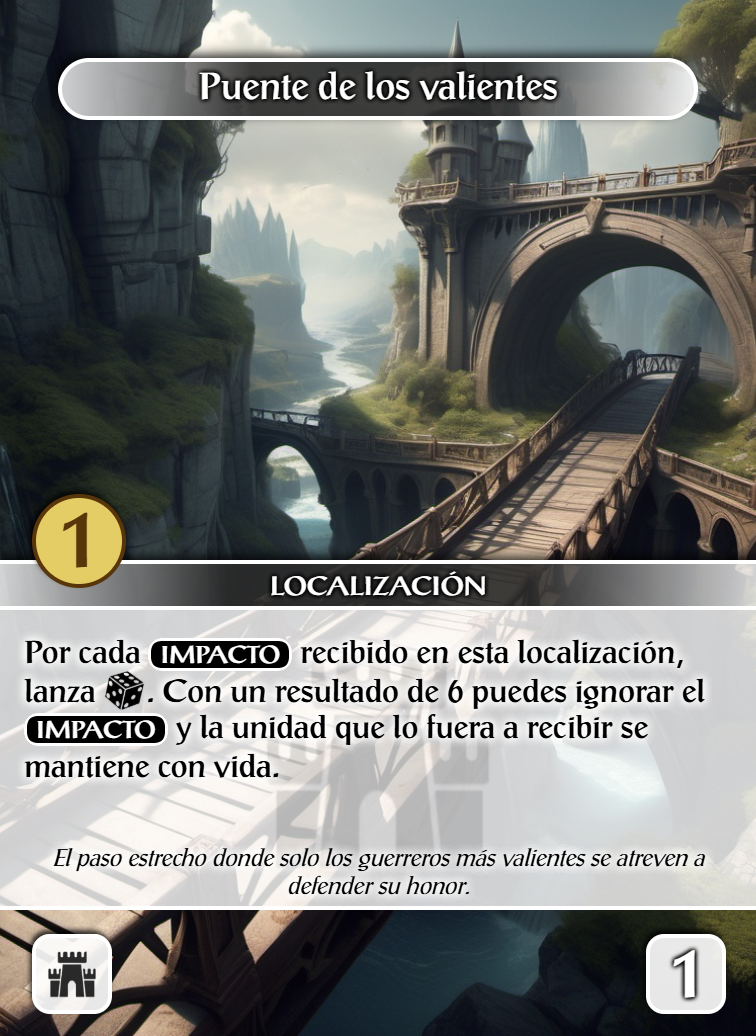 Puente de los valientes
1
LOCALIZACIÓN
Por cada IMPACTO recibido en esta localización,
lanza . Con un resultado de 6 puedes ignorar el
IMPACTO y la unidad que lo fuera a recibir se
mantiene con vida.
El paso estrecho donde solo los guerreros más valientes se atreven a
defender su honor.
1